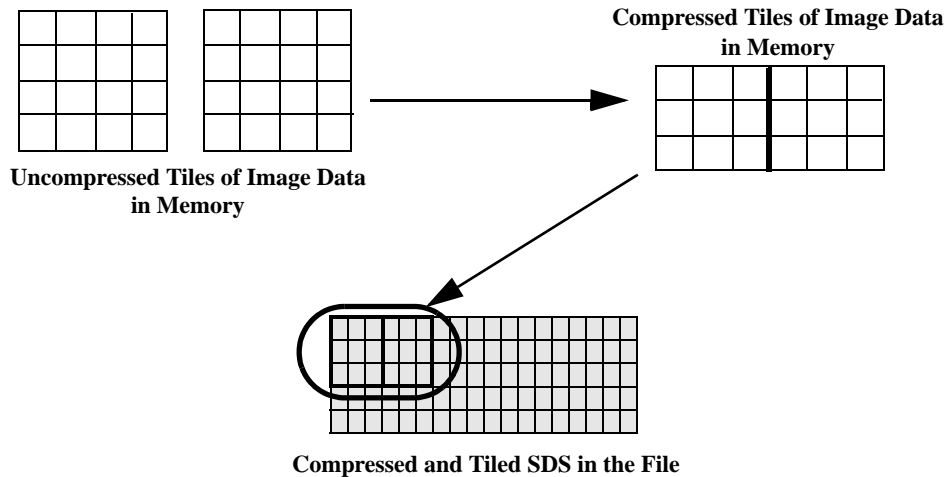 Compressed Tiles of Image Data
in Memory
Uncompressed Tiles of Image Data
in Memory
Compressed and Tiled SDS in the File